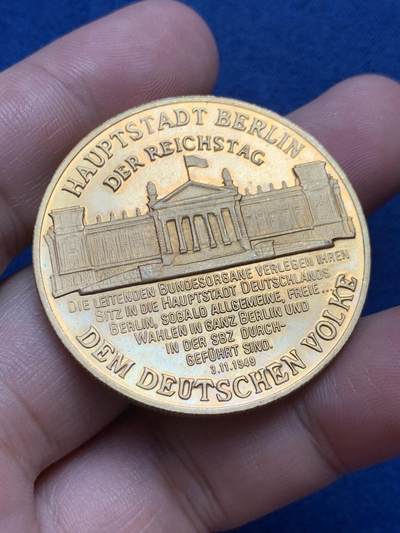 HAUPTSTADT BERLIN
DER REICHSTAG
DIE LEITENDEN BUNDESORGANE VERLEGEN IHREN
SITZ IN DIE HAUPTSTADT DEUTSCHLANDS
BERLIN, SOBALD ALLGEMEINE, FREIE...
WAHLEN IN GANZ BERLIN UND
IN DER SBZ DURCH-
GEFÜHRT SIND.
3.11.1949
DEM DEUTSCHEN VOLKE